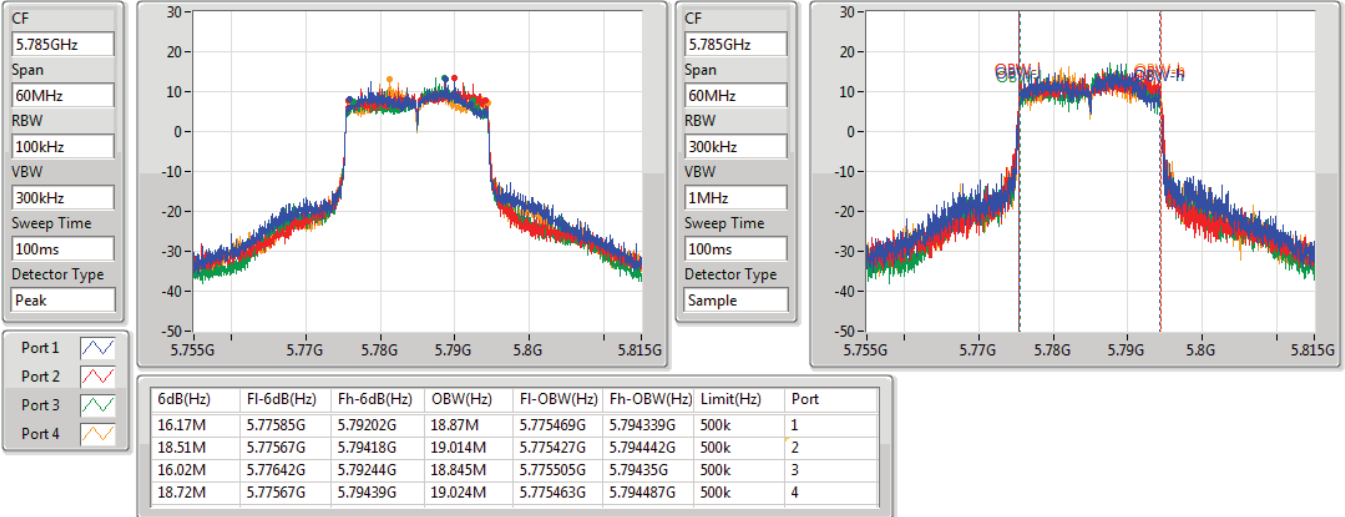 CF
5.785GHz
Span
60MHz
RBW
100kHz
VBW
300kHz
Sweep Time
100ms
Detector Type
Peak
30
20
10
0
-10
-20
-30
-40
-50
5.755G 5.77G 5.78G 5.79G 5.8G 5.815G
CF
5.785GHz
Span
60MHz
RBW
300kHz
VBW
1MHz
Sweep Time
100ms
Detector Type
Sample
30
20
10
0
-10
-20
-30
-40
-50
OBW-l OBW-h
5.755G 5.77G 5.78G 5.79G 5.8G 5.815G
Port 1
Port 2
Port 3
Port 4
6dB(Hz) Fl-6dB(Hz) Fh-6dB(Hz) OBW(Hz) Fl-OBW(Hz) Fh-OBW(Hz) Limit(Hz) Port
16.17M 5.77585G 5.79202G 18.87M 5.775469G 5.794339G 500k 1
18.51M 5.77567G 5.79418G 19.014M 5.775427G 5.794442G 500k 2
16.02M 5.77642G 5.79244G 18.845M 5.775505G 5.79435G 500k 3
18.72M 5.77567G 5.79439G 19.024M 5.775463G 5.794487G 500k 4